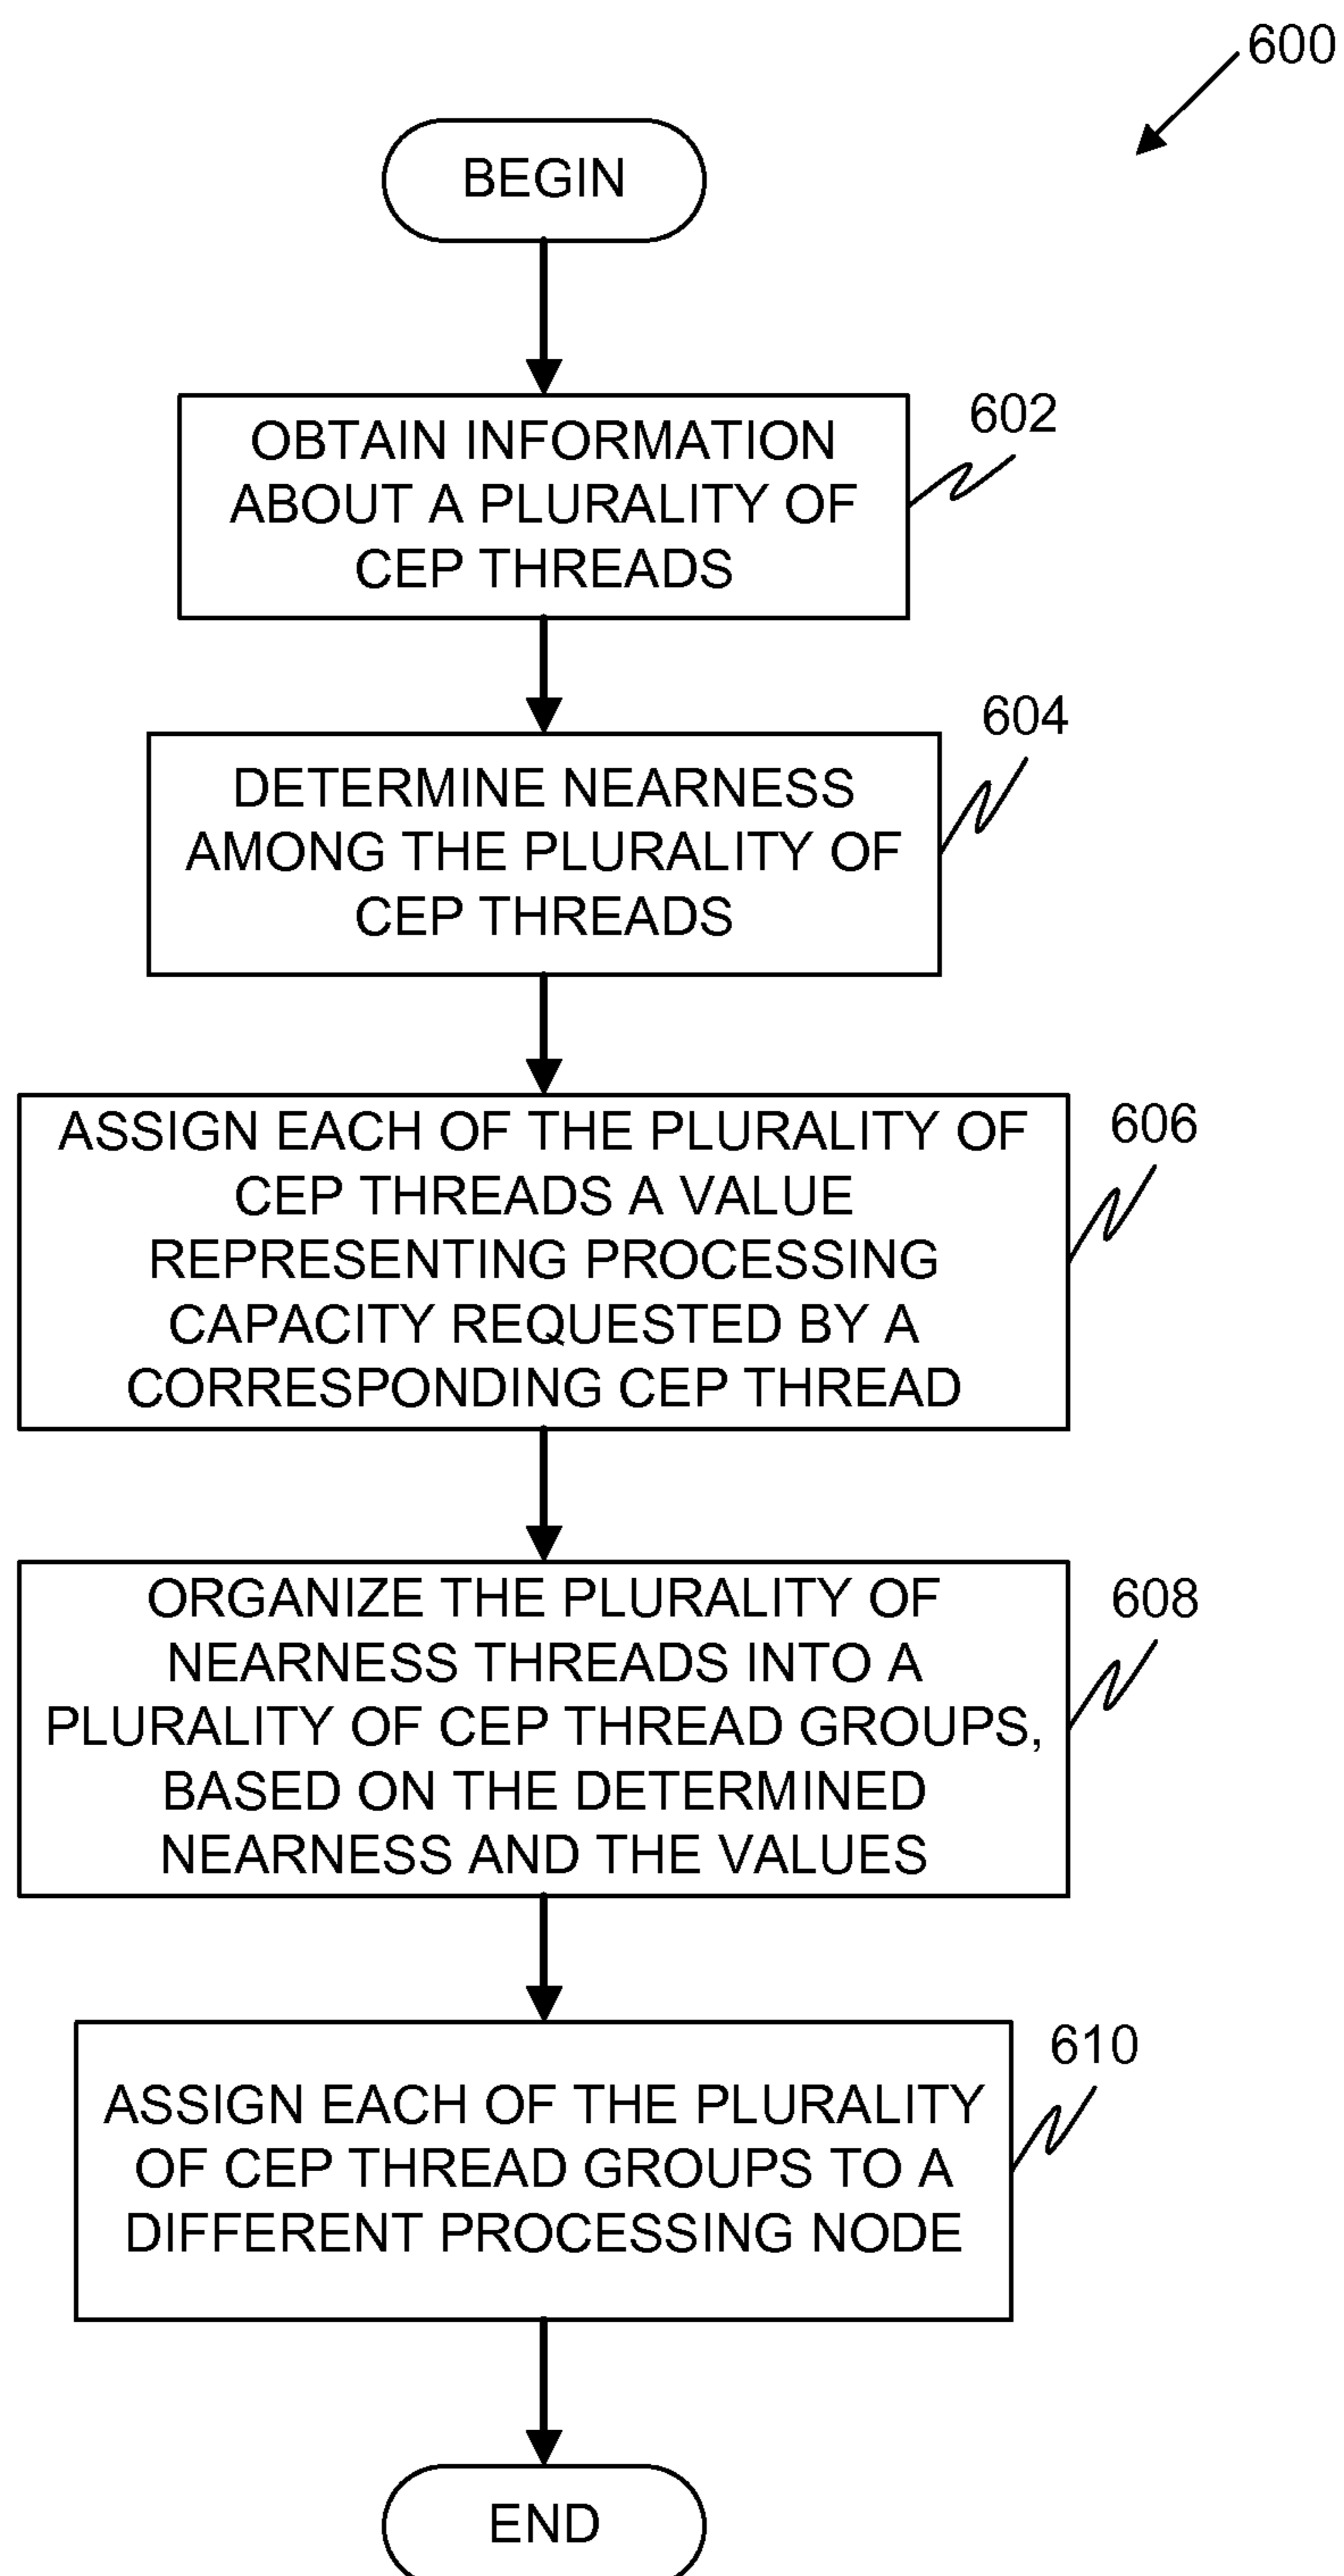 600
BEGIN
OBTAIN INFORMATION
ABOUT A PLURALITY OF
CEP THREADS
602
DETERMINE NEARNESS
AMONG THE PLURALITY OF
CEP THREADS
604
ASSIGN EACH OF THE PLURALITY OF
CEP THREADS A VALUE
REPRESENTING PROCESSING
CAPACITY REQUESTED BY A
CORRESPONDING CEP THREAD
606
ORGANIZE THE PLURALITY OF
NEARNESS THREADS INTO A
PLURALITY OF CEP THREAD GROUPS,
BASED ON THE DETERMINED
NEARNESS AND THE VALUES
608
ASSIGN EACH OF THE PLURALITY
OF CEP THREAD GROUPS TO A
DIFFERENT PROCESSING NODE
610
END